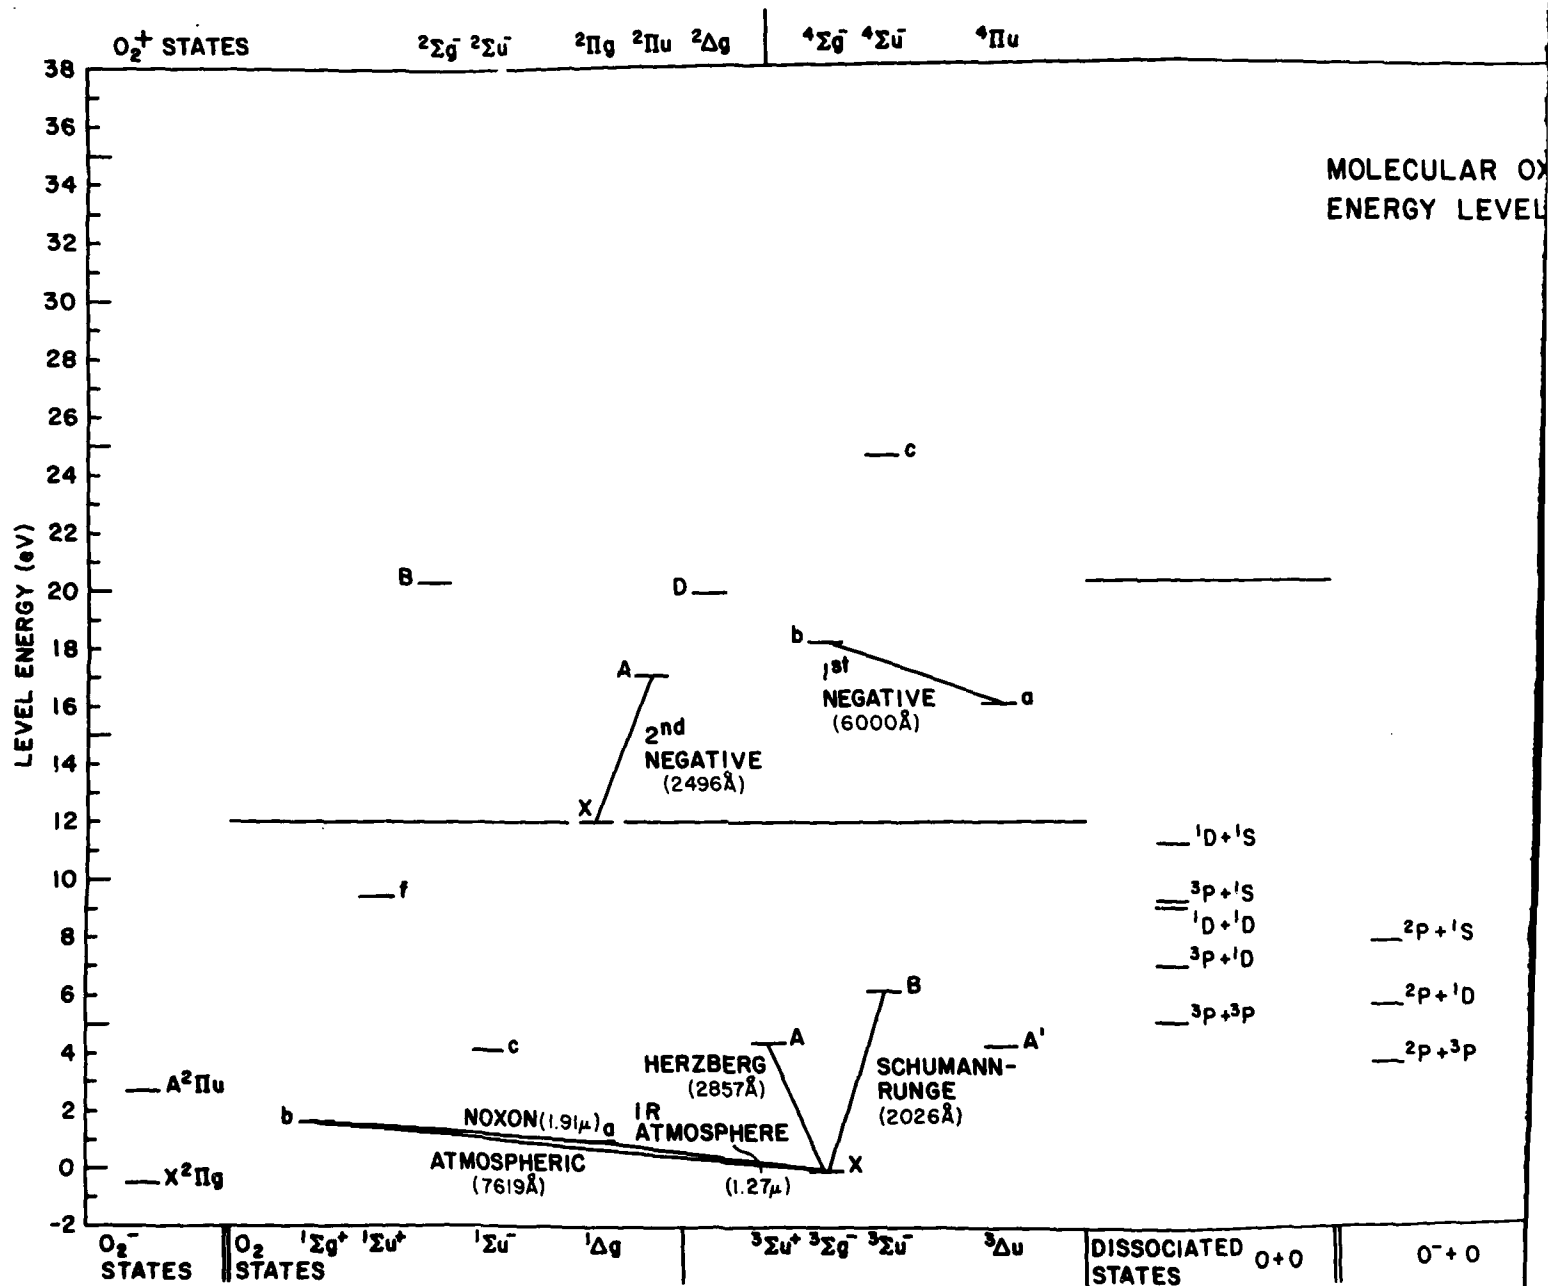 O₂⁺ STATES ²Σg⁻ ²Σu⁻ ²Πg ²Πu ²Δg ⁴Σg⁻ ⁴Σu⁻ ⁴Πu
MOLECULAR OX
ENERGY LEVEL
LEVEL ENERGY (eV)
38
36
34
32
30
28
26
24
22
20
18
16
14
12
10
8
6
4
2
0
-2
c
B
D
b
1st
NEGATIVE
(6000Å)
a
A
2nd
NEGATIVE
(2496Å)
X
f
c
A
HERZBERG
(2857Å)
B
SCHUMANN-
RUNGE
(2026Å)
A'
b
NOXON (1.91μ) a
IR
ATMOSPHERE
(1.27μ)
ATMOSPHERIC
(7619Å)
X
A²Πu
X²Πg
¹D+¹S
³P+¹S
¹D+¹D
³P+¹D
³P+³P
²P+¹S
²P+¹D
²P+³P
O₂⁻
STATES
O₂
STATES
¹Σg⁺ ¹Σu⁺ ¹Σu⁻ ¹Δg ³Σu⁺ ³Σg⁻ ³Σu⁻ ³Δu
DISSOCIATED
STATES
O+O
O⁻+O